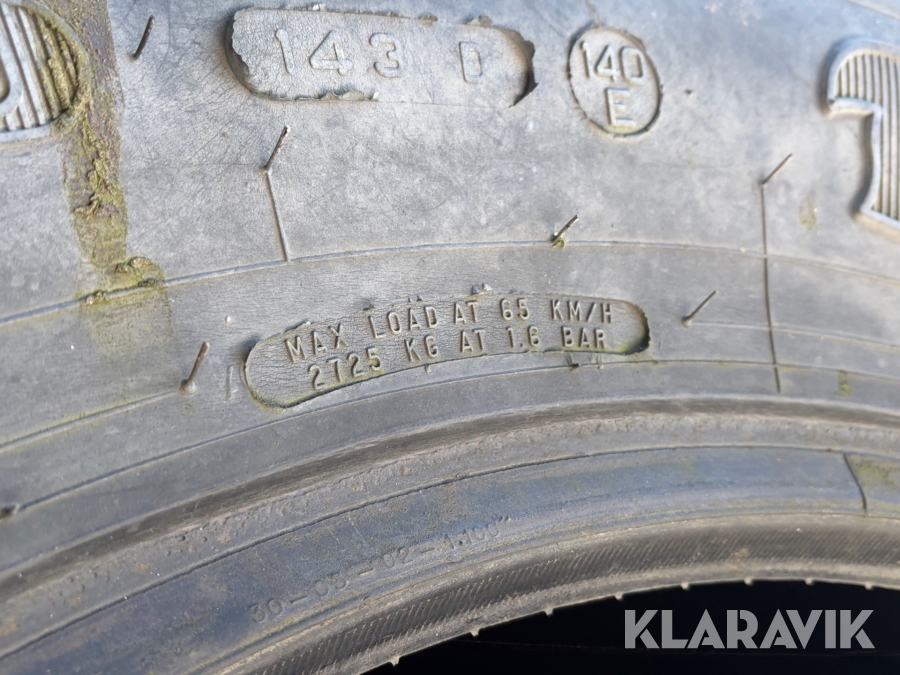 143 D
140
E
MAX LOAD AT 65 KM/H
2725 KG AT 1.6 BAR
KLARAVIK